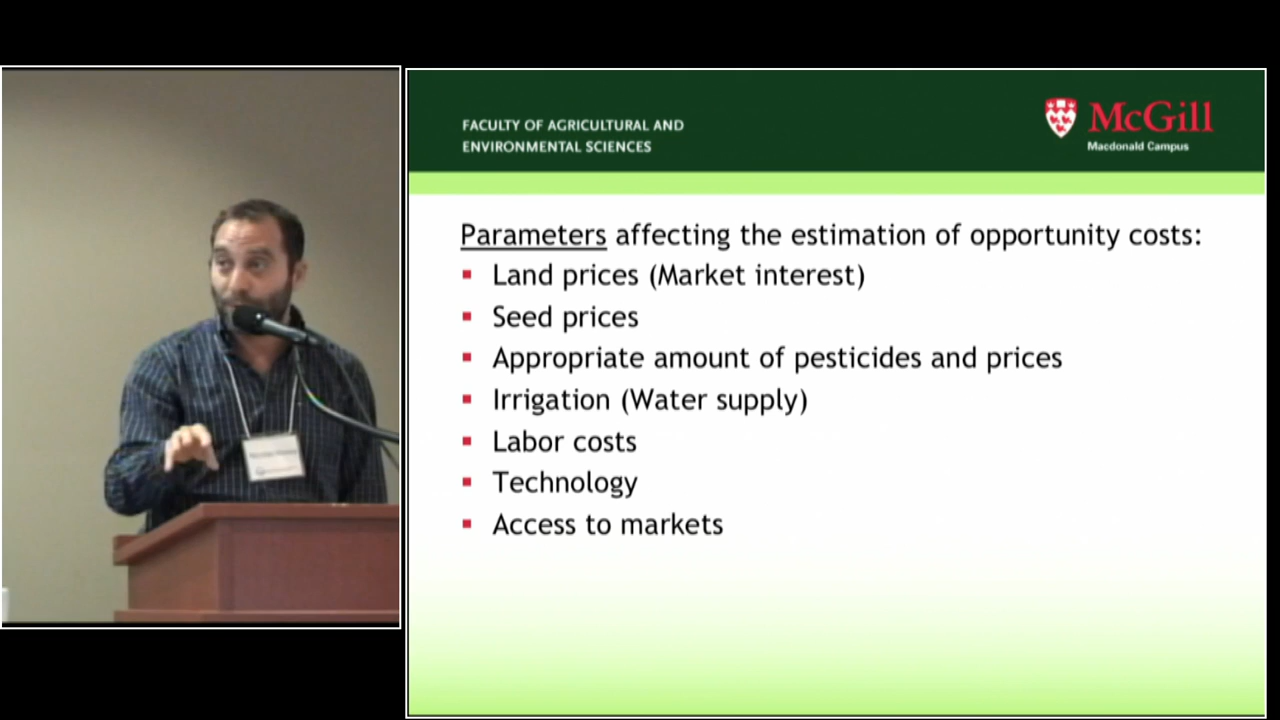 FACULTY OF AGRICULTURAL AND
ENVIRONMENTAL SCIENCES
McGill
Macdonald Campus
Parameters affecting the estimation of opportunity costs:
Land prices (Market interest)
Seed prices
Appropriate amount of pesticides and prices
Irrigation (Water supply)
Labor costs
Technology
Access to markets